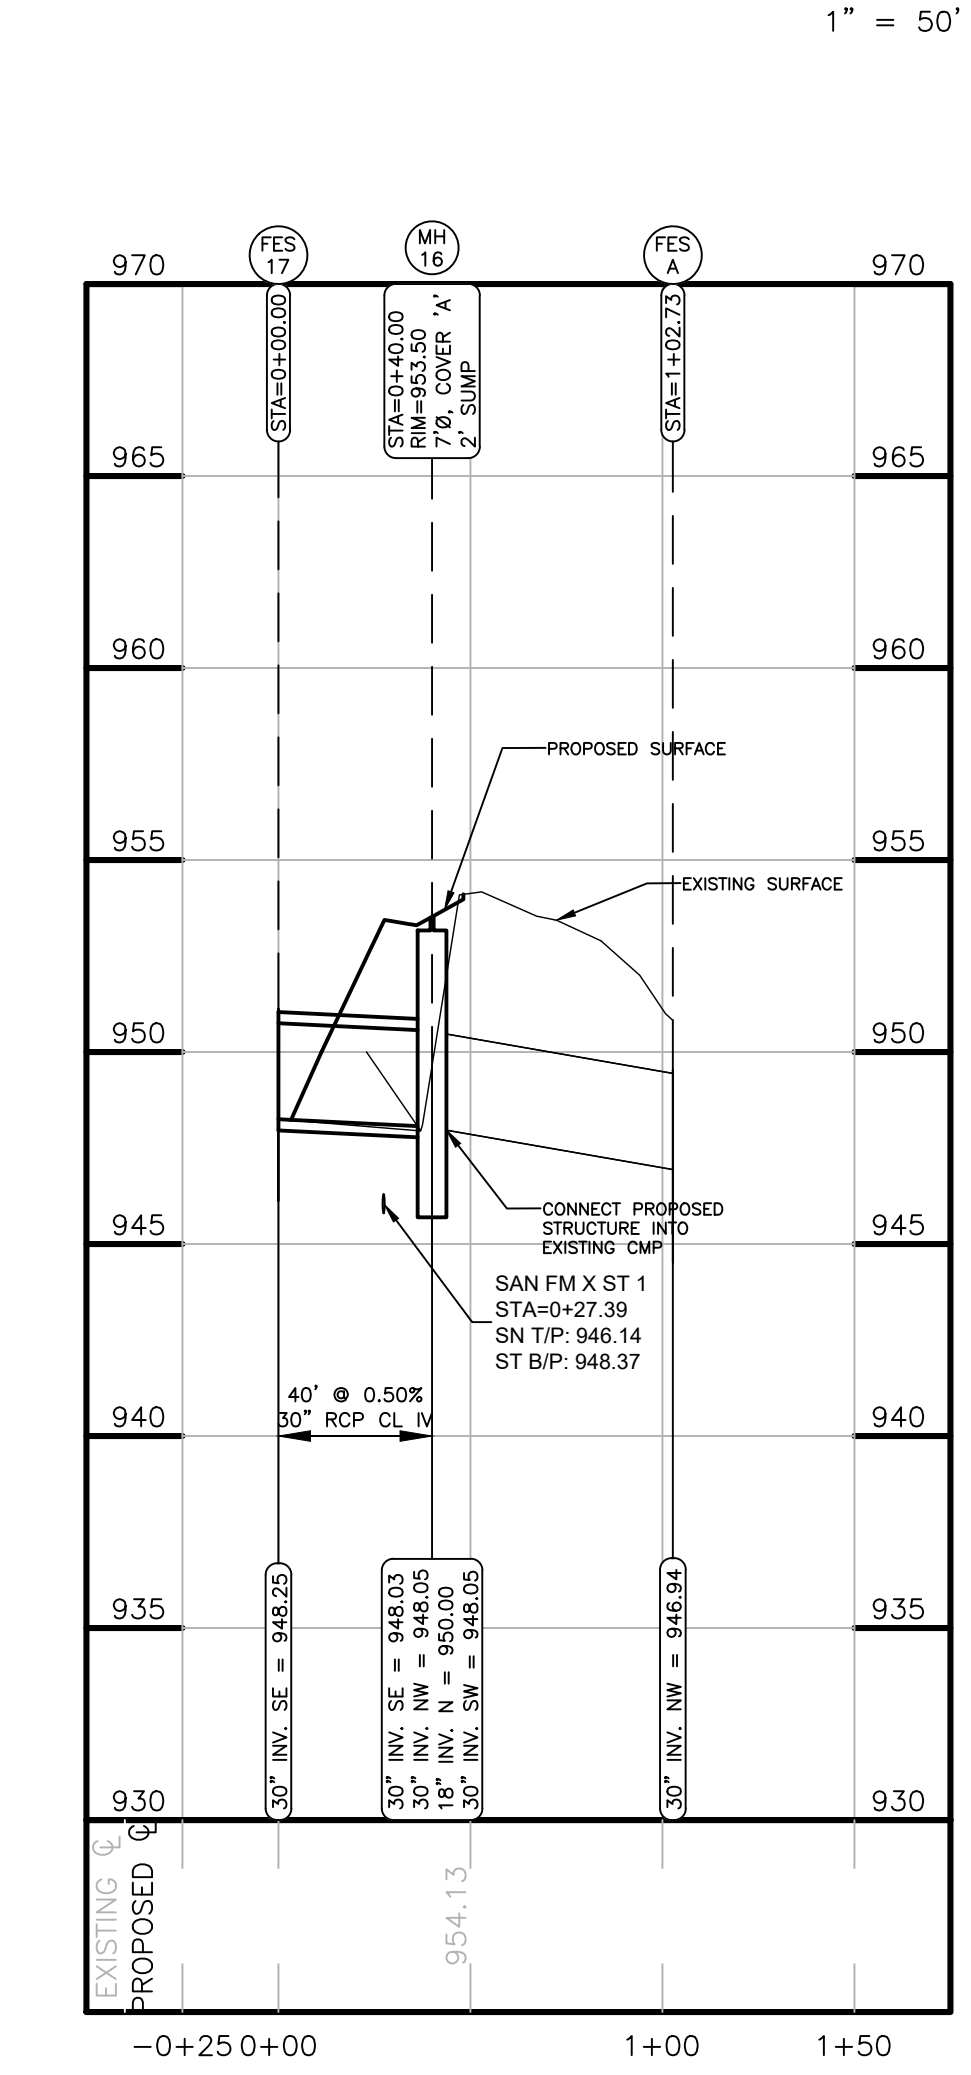 1" = 50'
FES
17
MH
16
FES
A
970
970
STA=0+00.00
STA=0+40.00
RIM=953.50
7'Ø, COVER 'A'
2' SUMP
STA=1+02.73
965
965
960
960
PROPOSED SURFACE
955
955
EXISTING SURFACE
950
950
CONNECT PROPOSED
STRUCTURE INTO
EXISTING CMP
945
945
SAN FM X ST 1
STA=0+27.39
SN T/P: 946.14
ST B/P: 948.37
40' @ 0.50%
30" RCP CL IV
940
940
935
935
30" INV. SE = 948.25
30" INV. SE = 948.03
30" INV. NW = 948.05
18" INV. N = 950.00
30" INV. SW = 948.05
30" INV. NW = 946.94
930
930
EXISTING ℄
PROPOSED ℄
954.13
-0+25 0+00 1+00 1+50